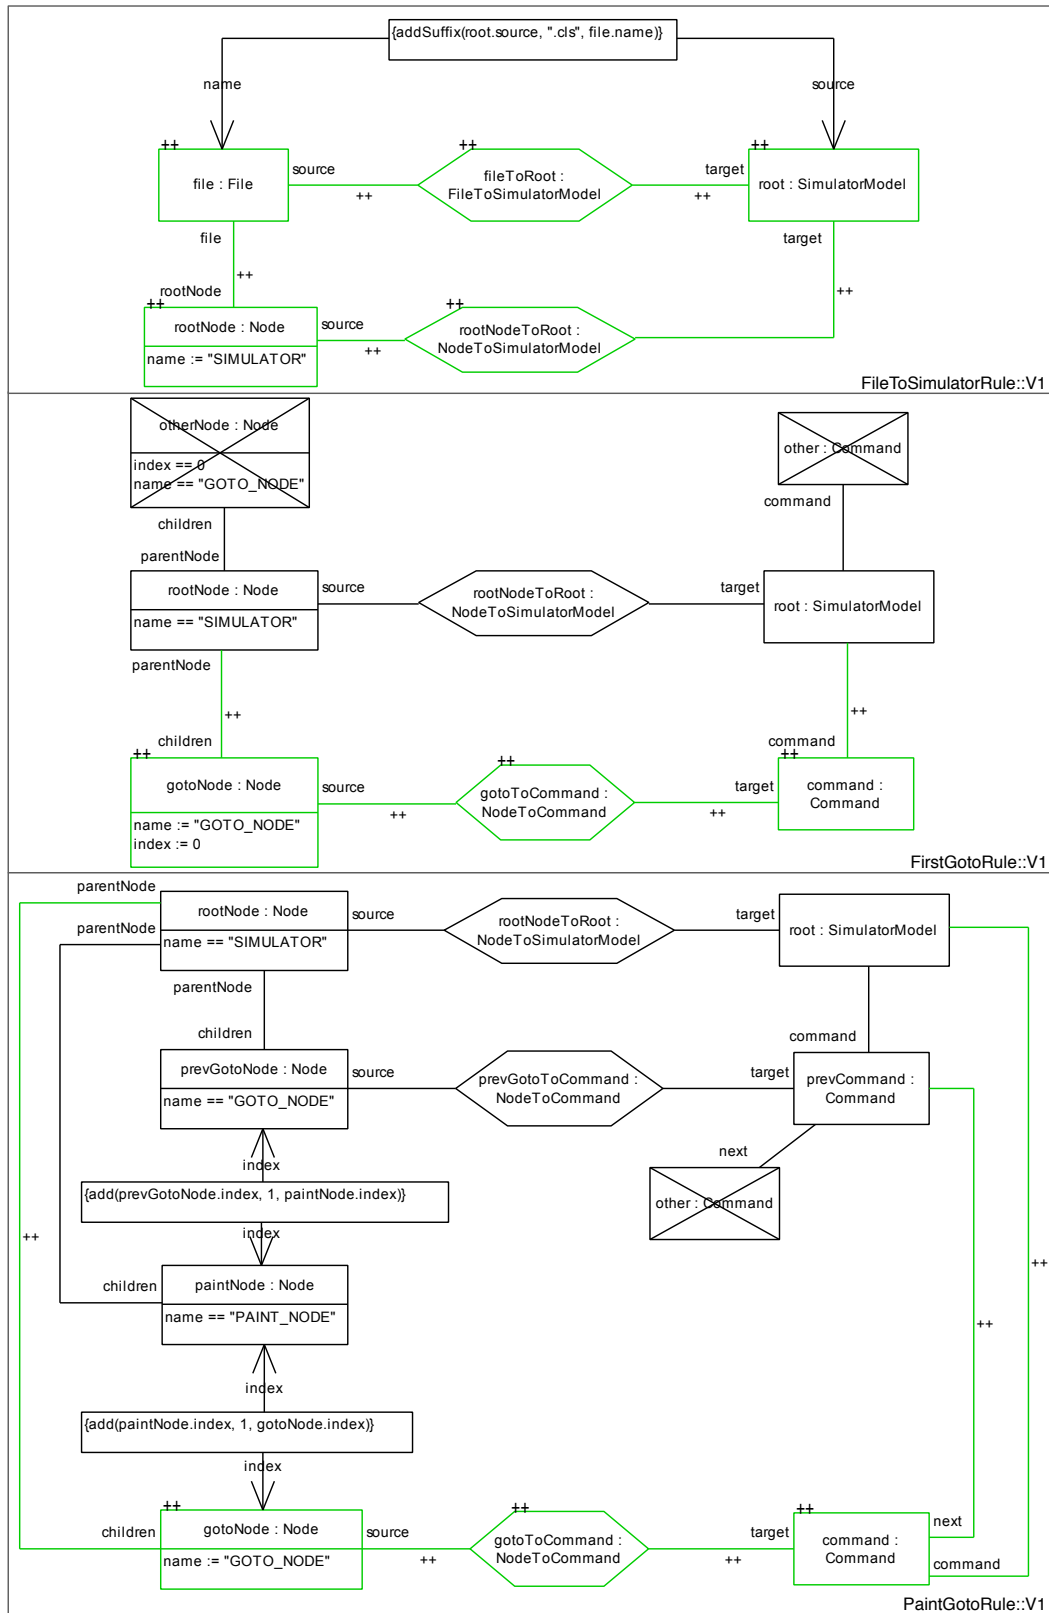 {addSuffix(root.source, ".cls", file.name)}
name
source
++
++
++
file : File
source
++
fileToRoot :
FileToSimulatorModel
target
++
root : SimulatorModel
file
target
++
++
rootNode
++
++
rootNode : Node
name := "SIMULATOR"
source
++
rootNodeToRoot :
NodeToSimulatorModel
FileToSimulatorRule::V1
otherNode : Node
index == 0
name == "GOTO_NODE"
other : Command
children
command
parentNode
rootNode : Node
name == "SIMULATOR"
source
rootNodeToRoot :
NodeToSimulatorModel
target
root : SimulatorModel
parentNode
++
++
children
command
++
++
++
gotoNode : Node
name := "GOTO_NODE"
index := 0
source
++
gotoToCommand :
NodeToCommand
target
++
command :
Command
FirstGotoRule::V1
parentNode
parentNode
rootNode : Node
name == "SIMULATOR"
source
rootNodeToRoot :
NodeToSimulatorModel
target
root : SimulatorModel
parentNode
children
command
prevGotoNode : Node
name == "GOTO_NODE"
source
prevGotoToCommand :
NodeToCommand
target
prevCommand :
Command
next
other : Command
index
{add(prevGotoNode.index, 1, paintNode.index)}
index
++
++
children
paintNode : Node
name == "PAINT_NODE"
++
index
{add(paintNode.index, 1, gotoNode.index)}
index
++
++
++
children
gotoNode : Node
name := "GOTO_NODE"
source
++
gotoToCommand :
NodeToCommand
target
++
command :
Command
next
command
PaintGotoRule::V1